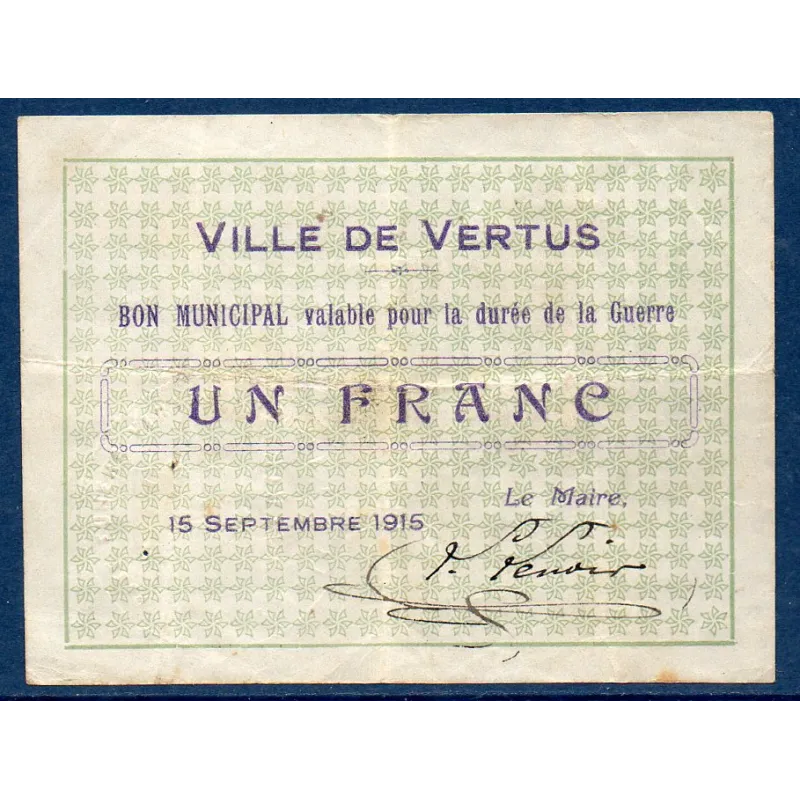 VILLE DE VERTUS
BON MUNICIPAL valable pour la durée de la Guerre
UN FRANC
Le Maire,
15 SEPTEMBRE 1915